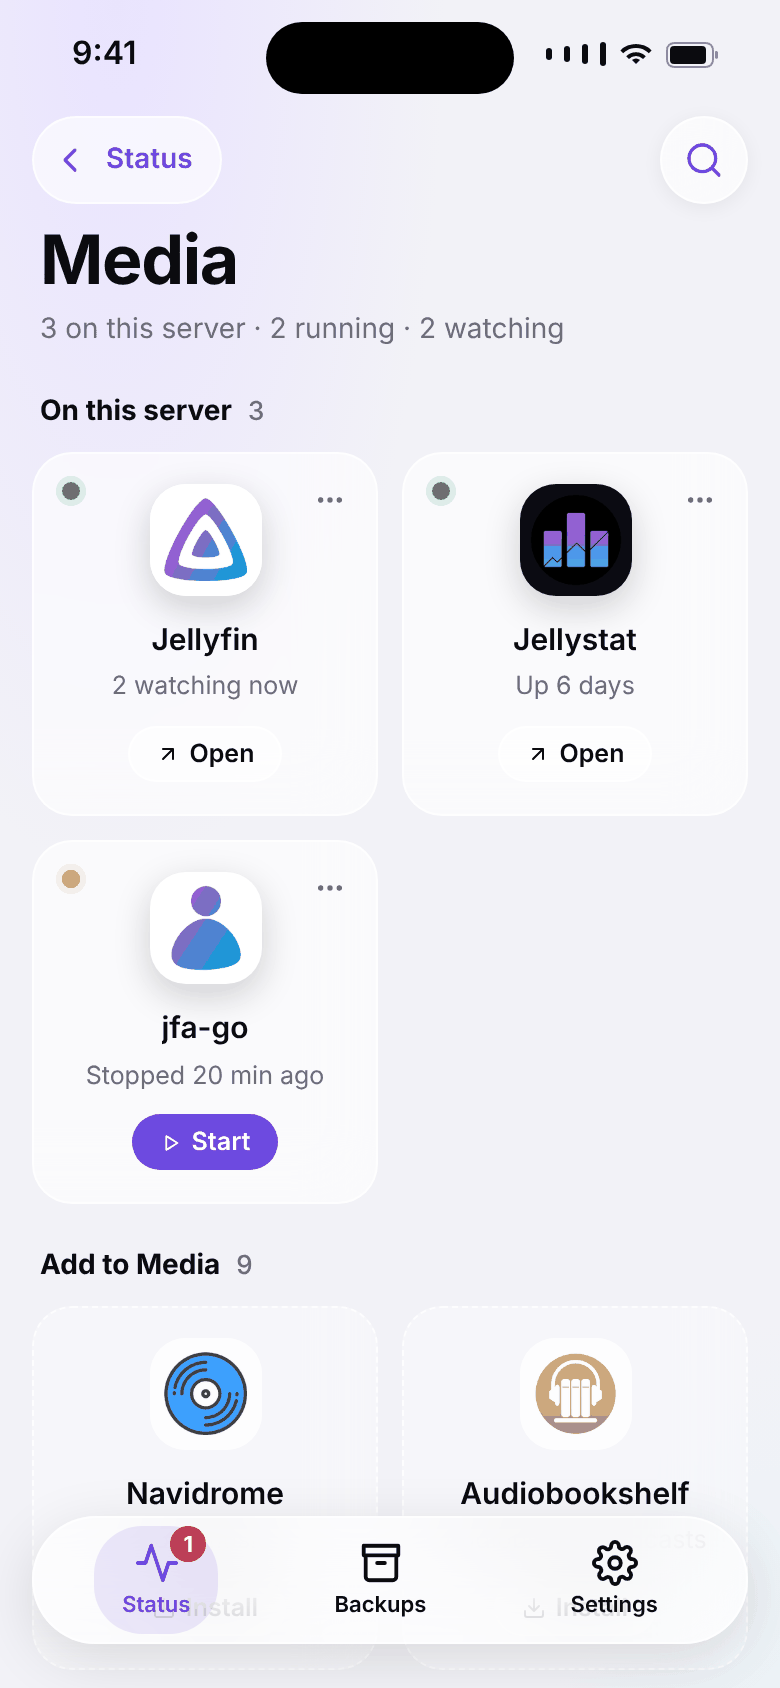 9:41
Status
Media
3 on this server · 2 running · 2 watching
On this server 3
Jellyfin
2 watching now
Open
Jellystat
Up 6 days
Open
jfa-go
Stopped 20 min ago
Start
Add to Media 9
Navidrome
Audiobookshelf
Install
Install
1
Status
Backups
Settings